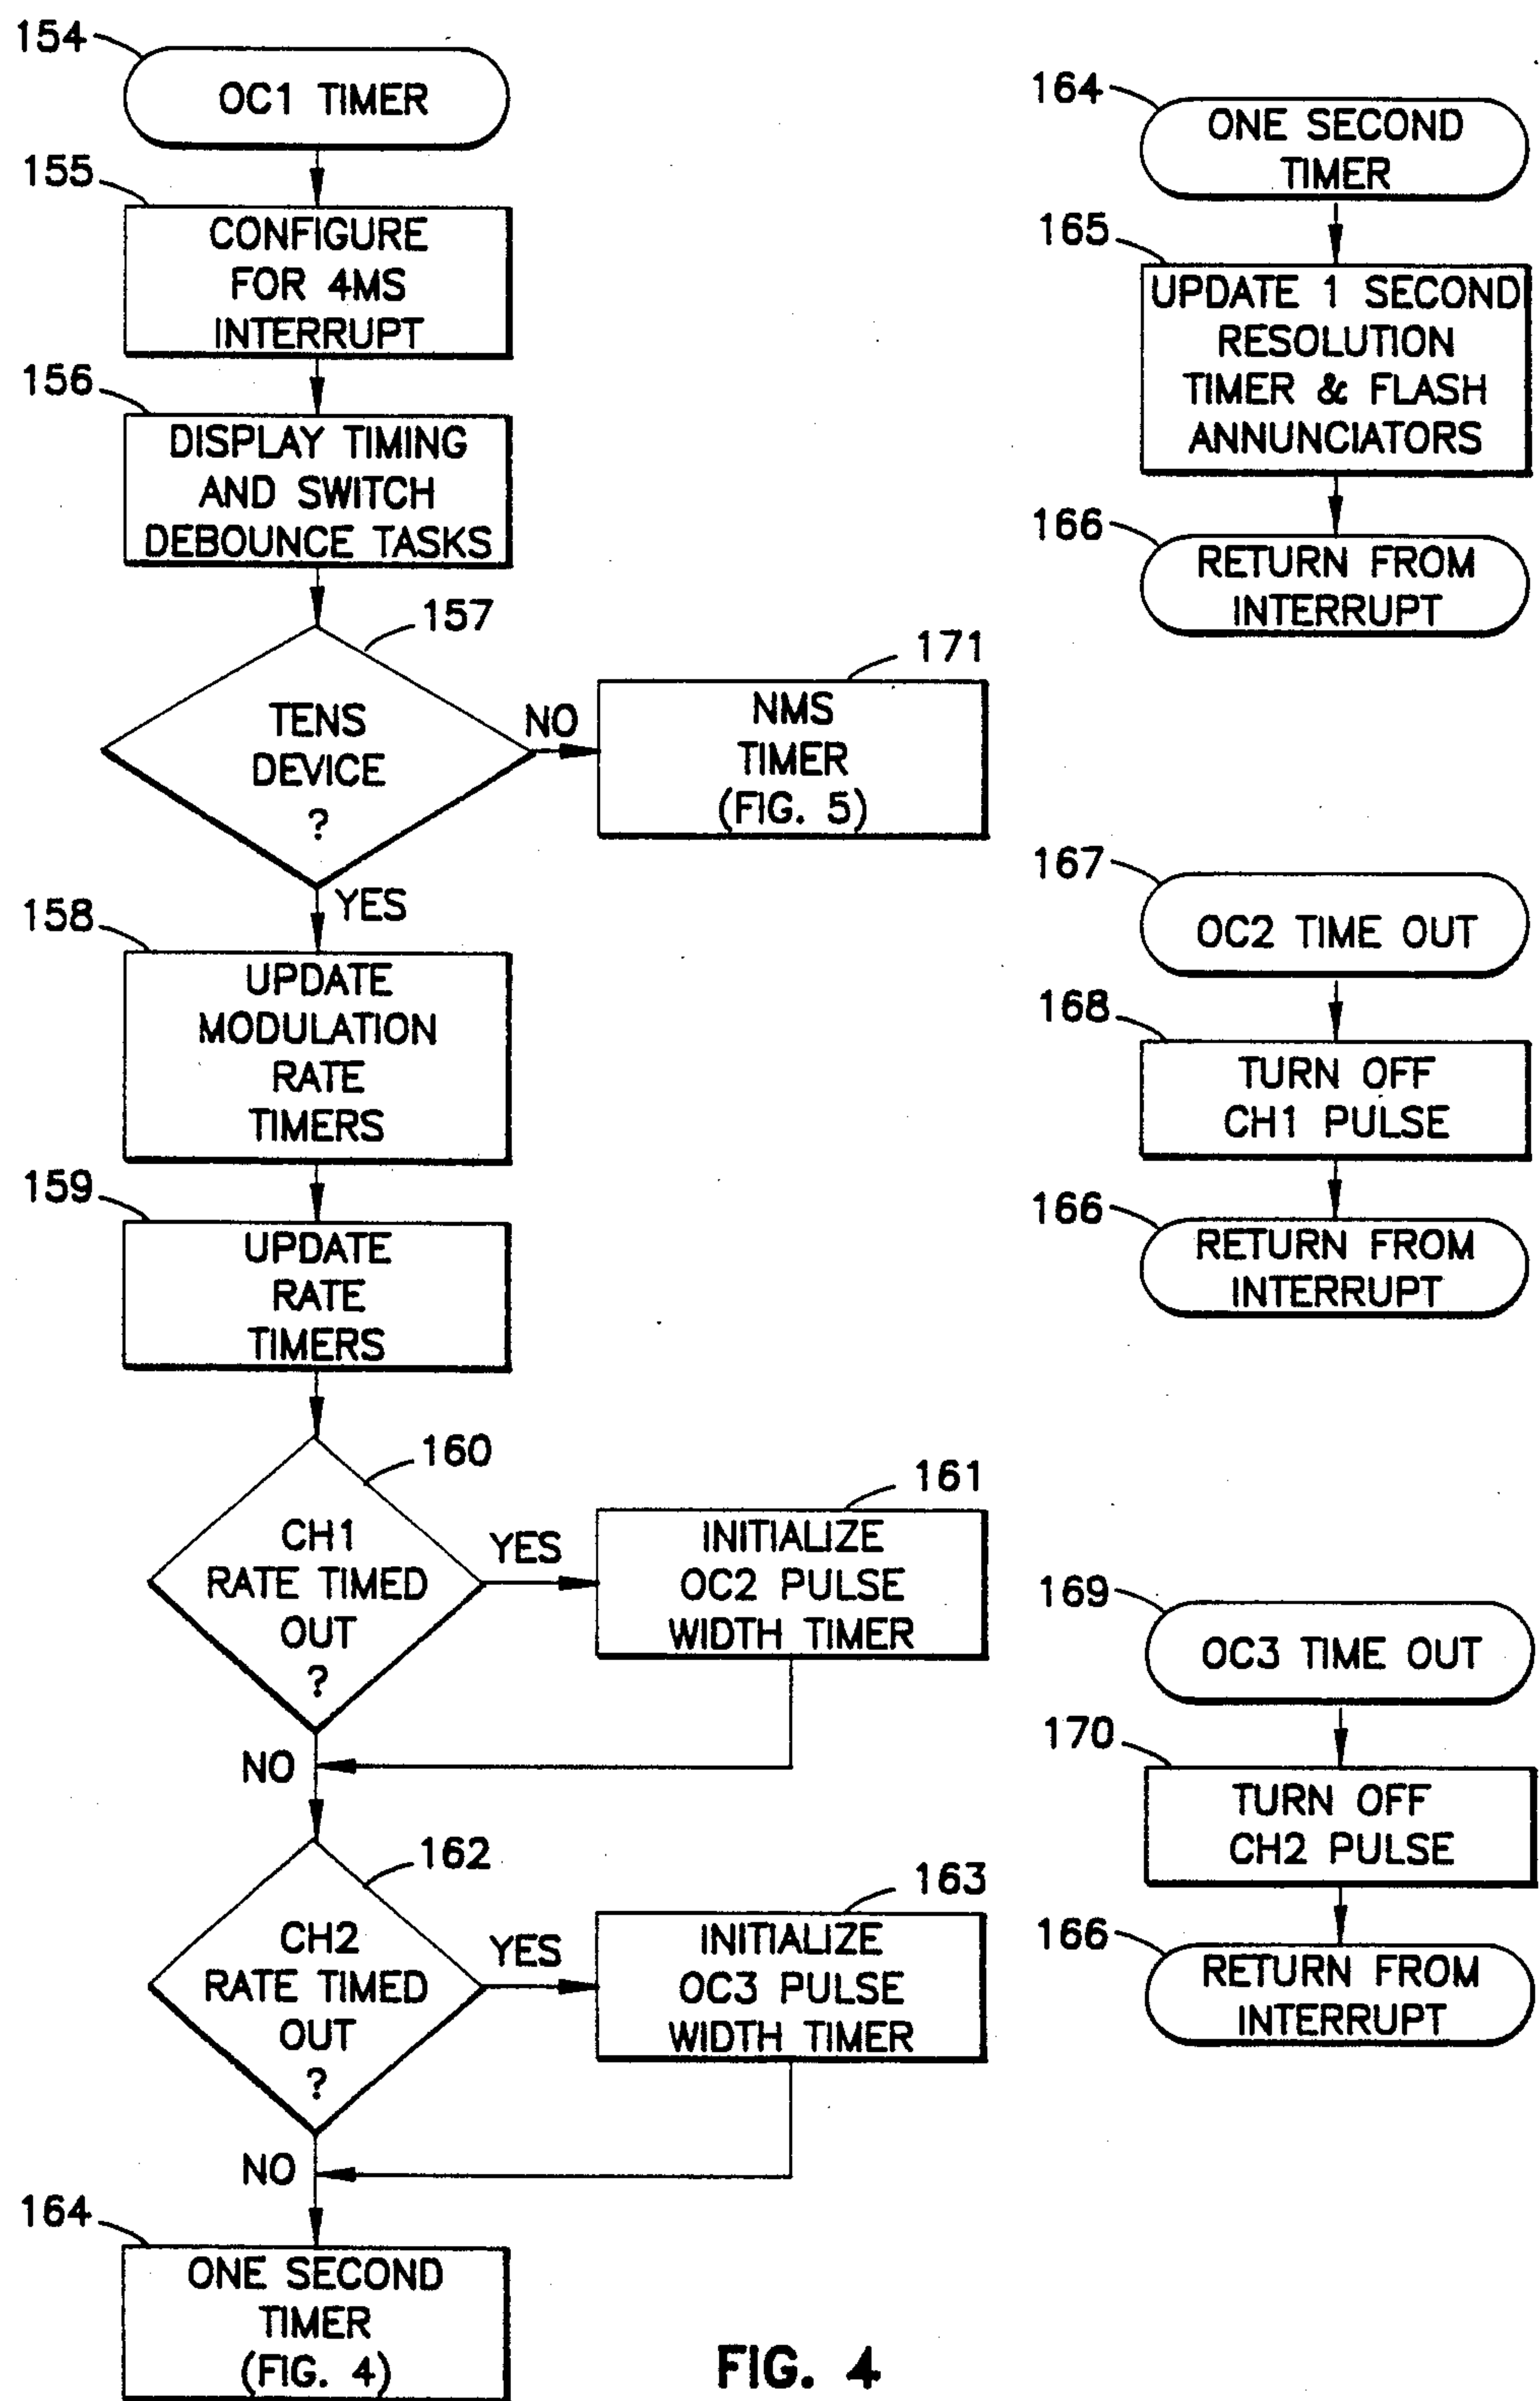 154
OC1 TIMER
155
CONFIGURE
FOR 4MS
INTERRUPT
156
DISPLAY TIMING
AND SWITCH
DEBOUNCE TASKS
157
TENS
DEVICE
?
NO
171
NMS
TIMER
(FIG. 5)
YES
158
UPDATE
MODULATION
RATE
TIMERS
159
UPDATE
RATE
TIMERS
160
CH1
RATE TIMED
OUT
?
YES
161
INITIALIZE
OC2 PULSE
WIDTH TIMER
NO
162
CH2
RATE TIMED
OUT
?
YES
163
INITIALIZE
OC3 PULSE
WIDTH TIMER
NO
164
ONE SECOND
TIMER
(FIG. 4)
164
ONE SECOND
TIMER
165
UPDATE 1 SECOND
RESOLUTION
TIMER & FLASH
ANNUNCIATORS
166
RETURN FROM
INTERRUPT
167
OC2 TIME OUT
168
TURN OFF
CH1 PULSE
166
RETURN FROM
INTERRUPT
169
OC3 TIME OUT
170
TURN OFF
CH2 PULSE
166
RETURN FROM
INTERRUPT
FIG. 4